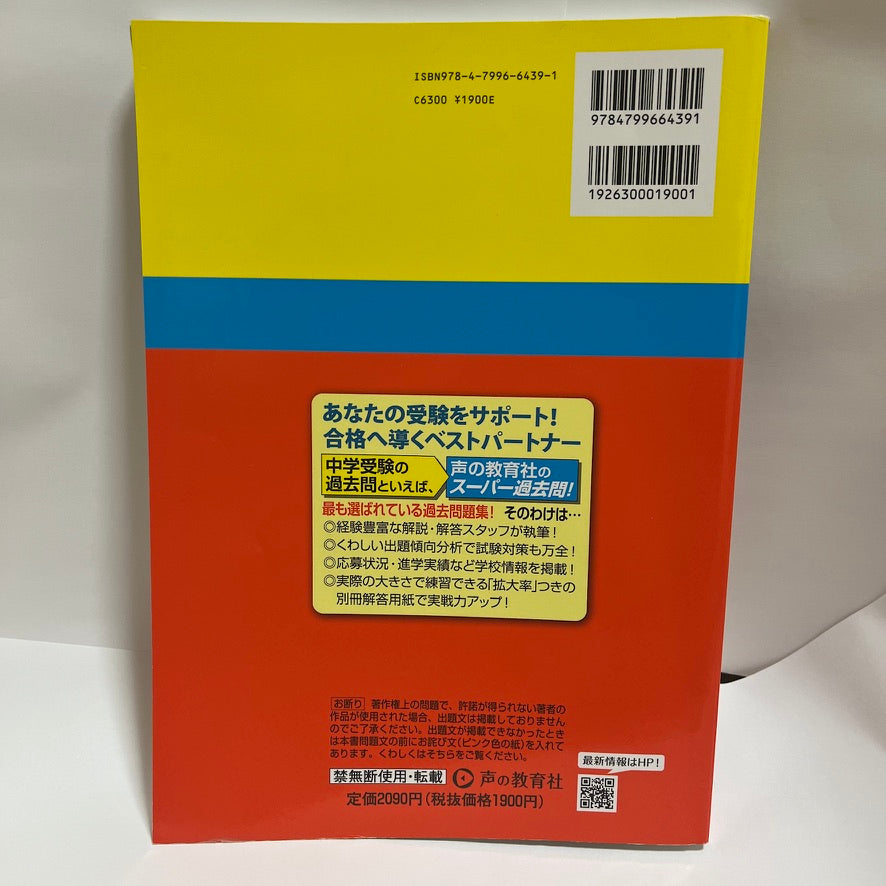 ISBN978-4-7996-6439-1
C6300 ¥1900E
9784799664391
1926300019001
あなたの受験をサポート!
合格へ導くベストパートナー
中学受験の
過去問といえば、
声の教育社の
スーパー過去問!
最も選ばれている過去問題集! そのわけは…
◎経験豊富な解説・解答スタッフが執筆!
◎くわしい出題傾向分析で試験対策も万全!
◎応募状況・進学実績など学校情報を掲載!
◎実際の大きさで練習できる「拡大率」つきの
別冊解答用紙で実戦力アップ!
お断り 著作権上の問題で、許諾が得られない著者の
作品が使用された場合、出題文は掲載しておりません
のでご了承ください。出題文が掲載できなかったときは
本書問題文の前にお詫び文(ピンク色の紙)を入れて
あります。くわしくはそちらをご覧ください。
最新情報はHP!
禁無断使用・転載 声の教育社
定価2090円(税抜価格1900円)